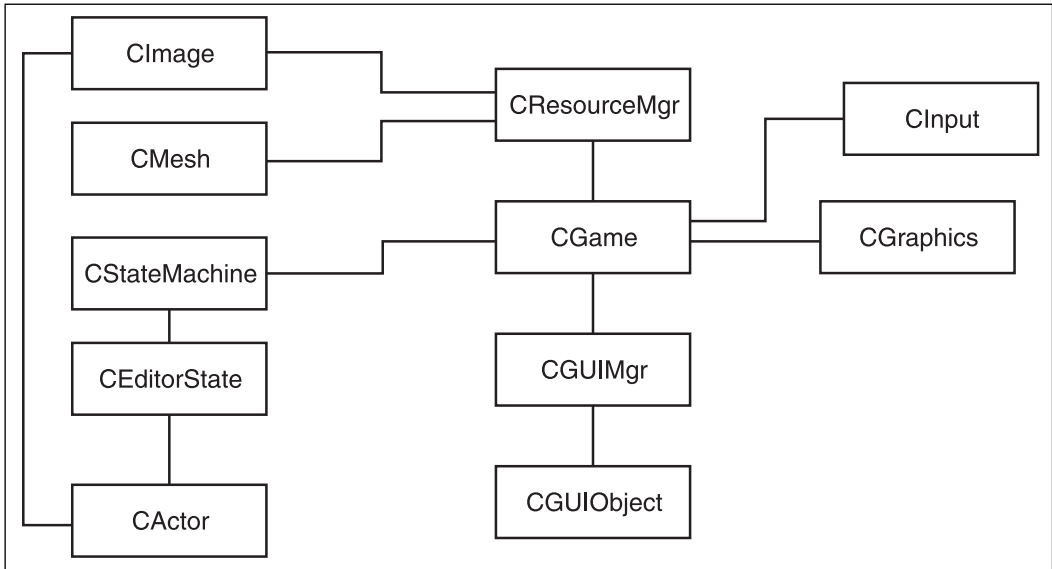 CImage
CResourceMgr
CInput
CMesh
CGame
CGraphics
CStateMachine
CEditorState
CGUIMgr
CActor
CGUIObject